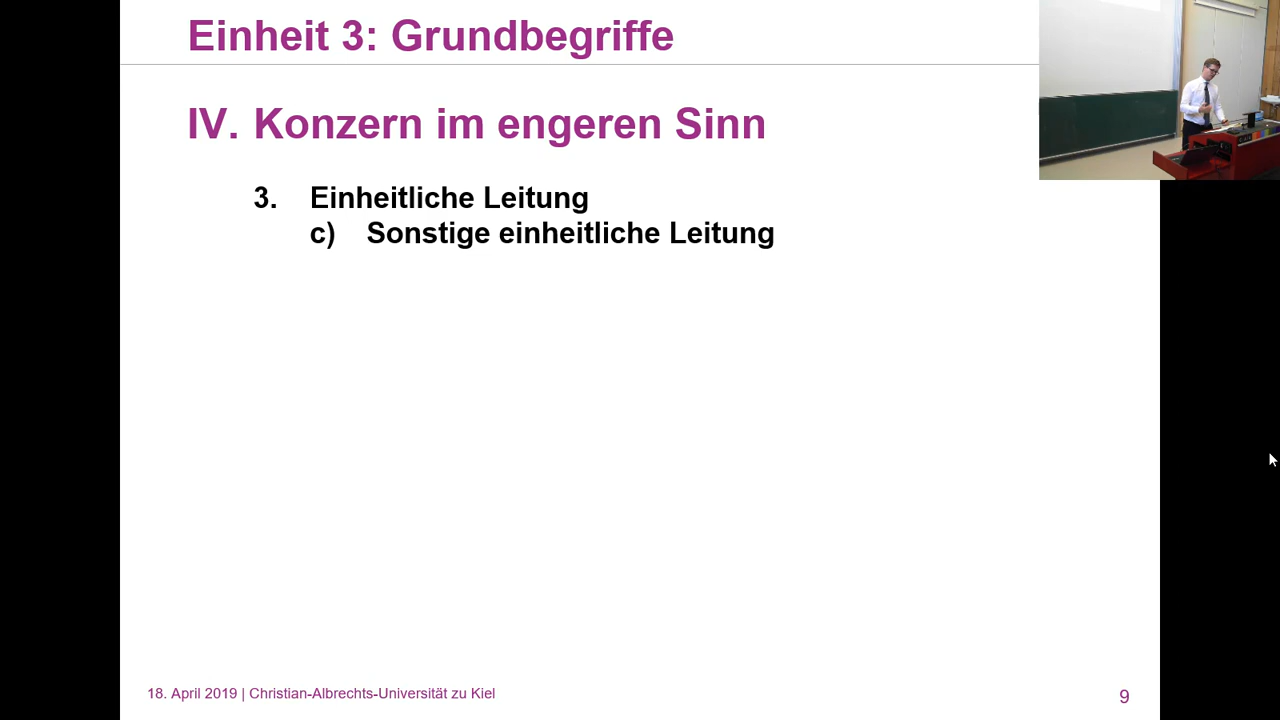 Einheit 3: Grundbegriffe
IV. Konzern im engeren Sinn
3. Einheitliche Leitung
c) Sonstige einheitliche Leitung
18. April 2019 | Christian-Albrechts-Universität zu Kiel
9